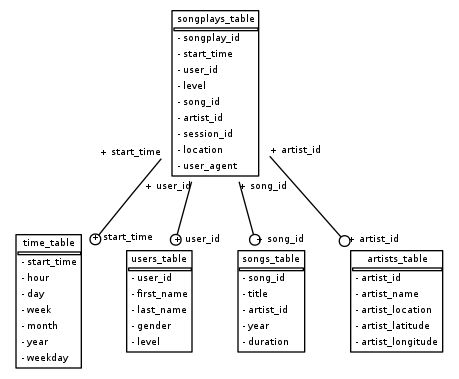 songplays_table
- songplay_id
- start_time
- user_id
- level
- song_id
- artist_id
- session_id
- location
- user_agent
+ start_time
+ user_id
+ song_id
+ artist_id
+ start_time
+ user_id
+ song_id
+ artist_id
time_table
- start_time
- hour
- day
- week
- month
- year
- weekday
users_table
- user_id
- first_name
- last_name
- gender
- level
songs_table
- song_id
- title
- artist_id
- year
- duration
artists_table
- artist_id
- artist_name
- artist_location
- artist_latitude
- artist_longitude